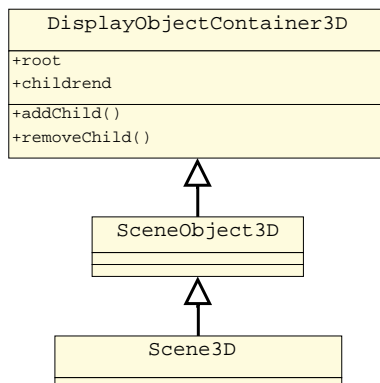 DisplayObjectContainer3D
+root
+childrend
+addChild()
+removeChild()
SceneObject3D
Scene3D